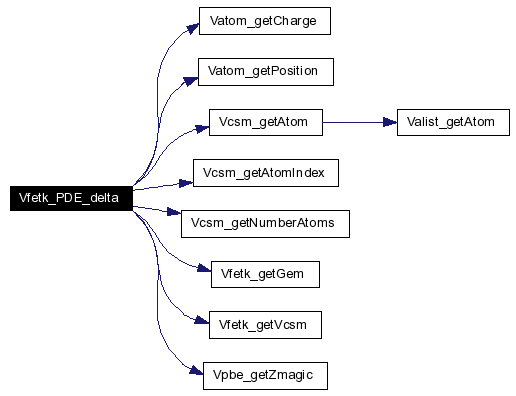 Vatom_getCharge
Vatom_getPosition
Vcsm_getAtom
Valist_getAtom
Vcsm_getAtomIndex
Vfetk_PDE_delta
Vcsm_getNumberAtoms
Vfetk_getGem
Vfetk_getVcsm
Vpbe_getZmagic